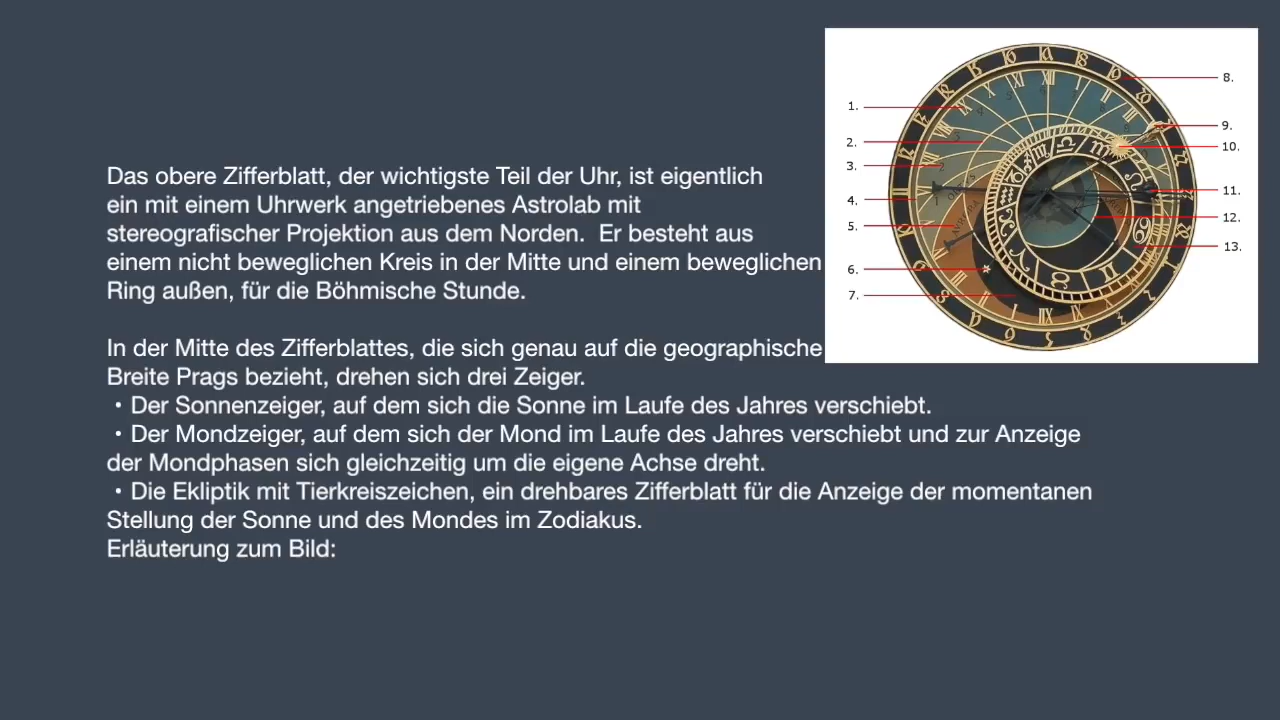 Das obere Zifferblatt, der wichtigste Teil der Uhr, ist eigentlich
ein mit einem Uhrwerk angetriebenes Astrolab mit
stereografischer Projektion aus dem Norden.  Er besteht aus
einem nicht beweglichen Kreis in der Mitte und einem beweglichen
Ring außen, für die Böhmische Stunde.
In der Mitte des Zifferblattes, die sich genau auf die geographische
Breite Prags bezieht, drehen sich drei Zeiger.
• Der Sonnenzeiger, auf dem sich die Sonne im Laufe des Jahres verschiebt.
• Der Mondzeiger, auf dem sich der Mond im Laufe des Jahres verschiebt und zur Anzeige
der Mondphasen sich gleichzeitig um die eigene Achse dreht.
• Die Ekliptik mit Tierkreiszeichen, ein drehbares Zifferblatt für die Anzeige der momentanen
Stellung der Sonne und des Mondes im Zodiakus.
Erläuterung zum Bild:
1.
2.
3.
4.
5.
6.
7.
8.
9.
10.
11.
12.
13.